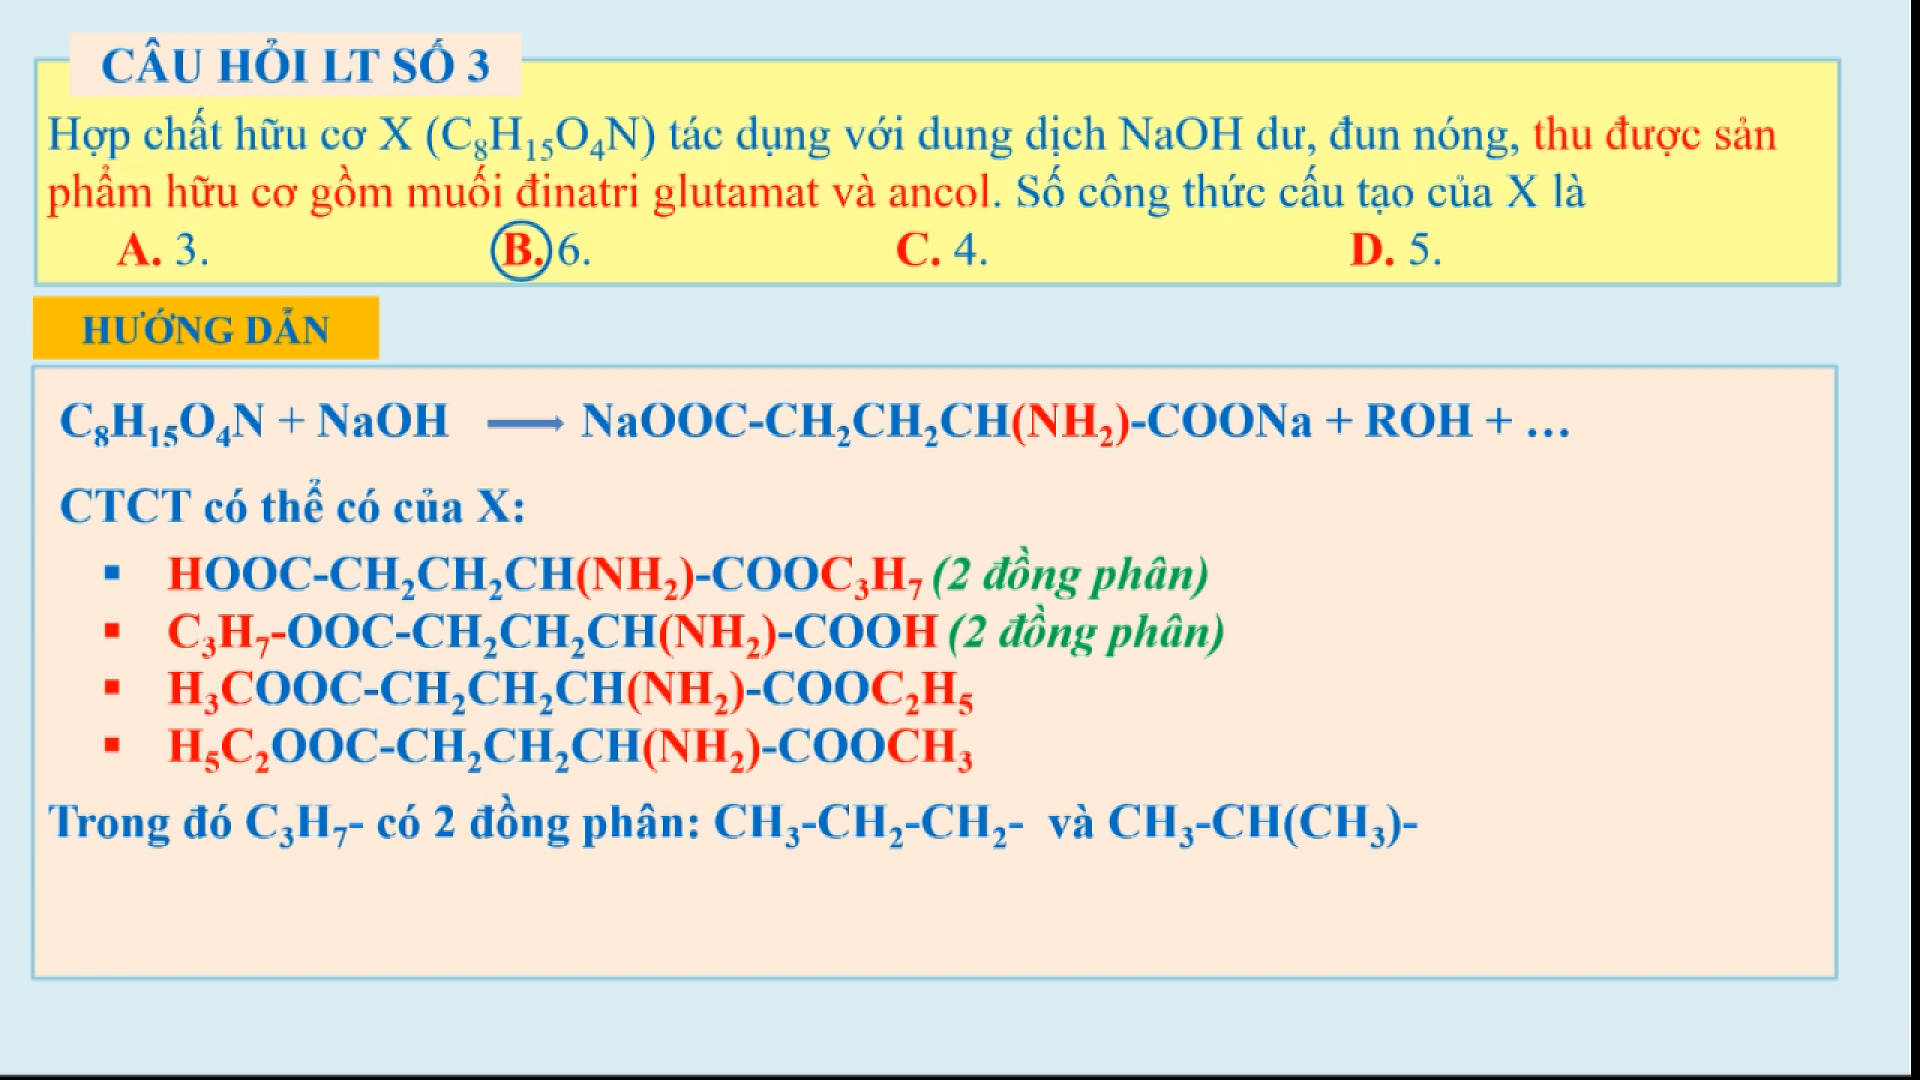 CÂU HỎI LT SỐ 3
Hợp chất hữu cơ X (C₈H₁₅O₄N) tác dụng với dung dịch NaOH dư, đun nóng, thu được sản
phẩm hữu cơ gồm muối đinatri glutamat và ancol. Số công thức cấu tạo của X là
A. 3. B. 6. C. 4. D. 5.
HƯỚNG DẪN
C₈H₁₅O₄N + NaOH ⟶ NaOOC-CH₂CH₂CH(NH₂)-COONa + ROH + …
CTCT có thể có của X:
▪ HOOC-CH₂CH₂CH(NH₂)-COOC₃H₇ (2 đồng phân)
▪ C₃H₇-OOC-CH₂CH₂CH(NH₂)-COOH (2 đồng phân)
▪ H₃COOC-CH₂CH₂CH(NH₂)-COOC₂H₅
▪ H₅C₂OOC-CH₂CH₂CH(NH₂)-COOCH₃
Trong đó C₃H₇- có 2 đồng phân: CH₃-CH₂-CH₂- và CH₃-CH(CH₃)-